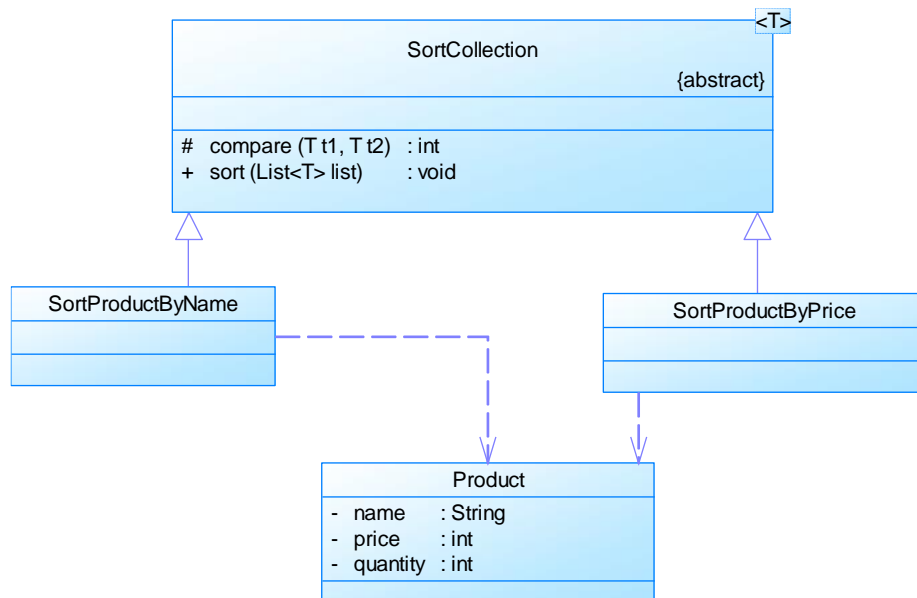 <T>
SortCollection
{abstract}
# compare (T t1, T t2) : int
+ sort (List<T> list) : void
SortProductByName
SortProductByPrice
Product
- name : String
- price : int
- quantity : int